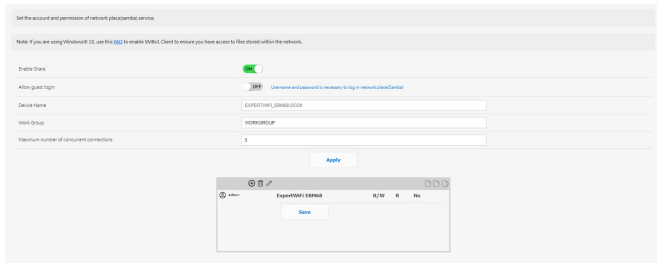 Set the account and permission of network place(samba) service.
Note: If you are using Windows® 10, use this FAQ to enable SMBv1 Client to ensure you have access to files stored within the network.
Enable Share ON
Allow guest login OFF Username and password is necessary to log in network place(Samba)
Device Name EXPERTWIFI_EBM68-DCD0
Work Group WORKGROUP
Maximum number of concurrent connections 5
Apply
admin ExpertWiFi EBM68 R/W R No
Save